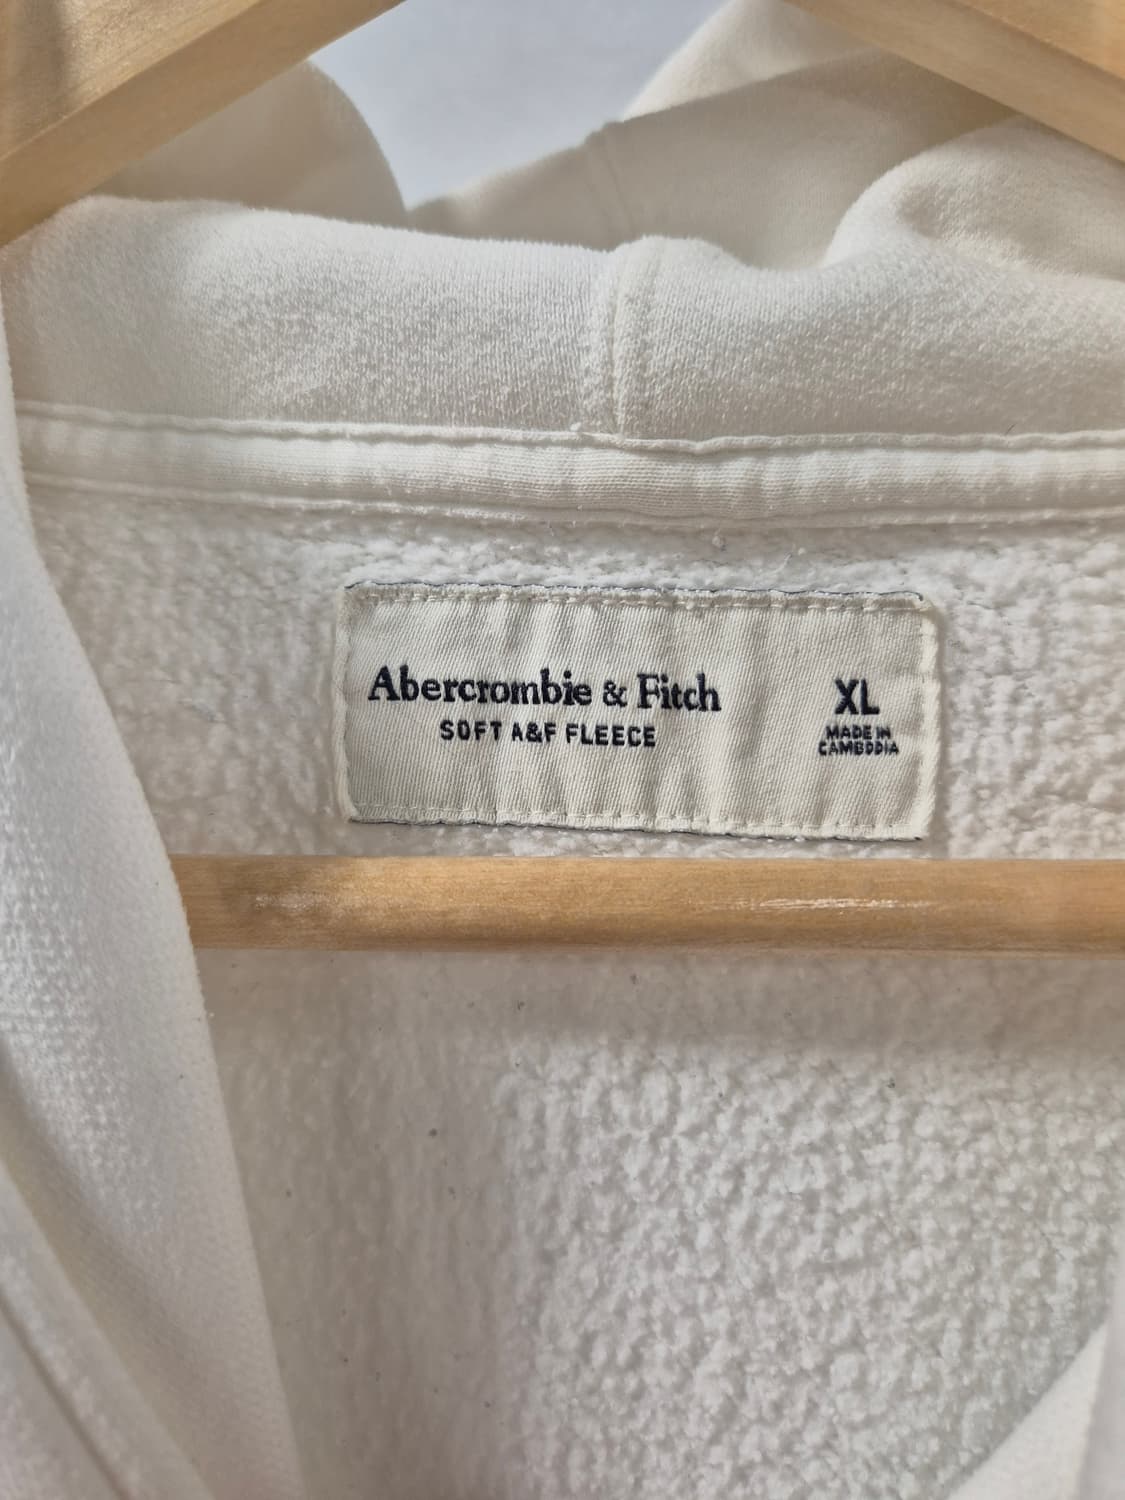 Abercrombie & Fitch
SOFT A&F FLEECE
XL
MADE IN
CAMBODIA